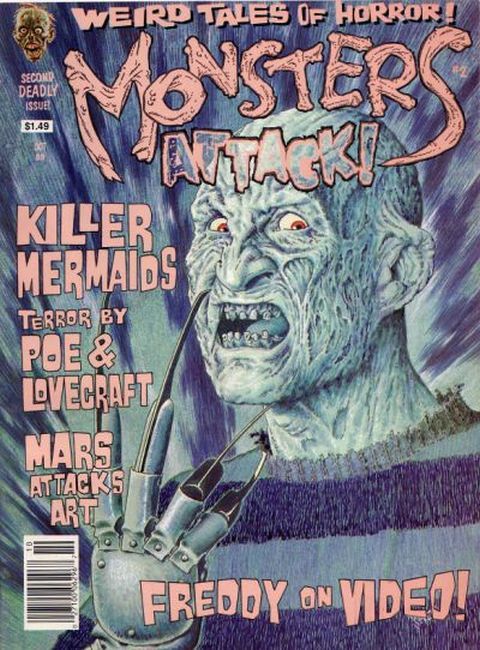 WEIRD TALES OF HORROR!
MONSTERS
ATTACK!
#2
SECOND
DEADLY
ISSUE!
$1.49
OCT
KILLER
MERMAIDS
TERROR BY
POE &
LOVECRAFT
MARS
ATTACKS
ART
FREDDY ON VIDEO!
10